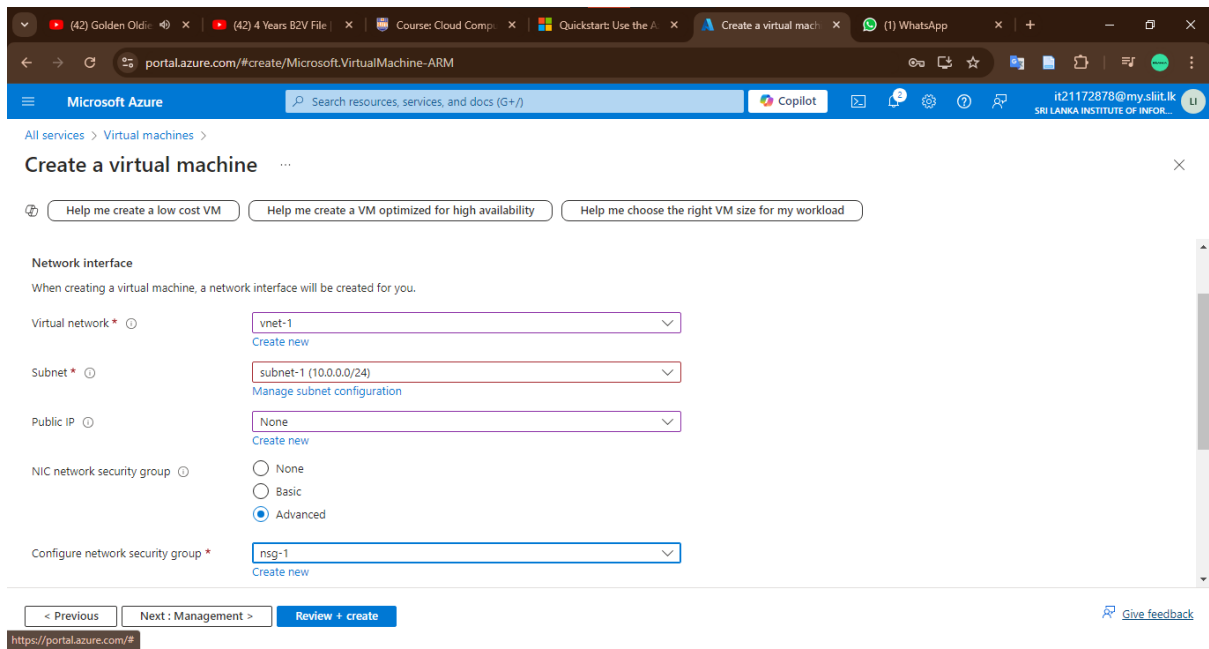 (42) Golden Oldie
(42) 4 Years B2V File |
Course: Cloud Comp
Quickstart: Use the A
Create a virtual mach
(1) WhatsApp
portal.azure.com/#create/Microsoft.VirtualMachine-ARM
Microsoft Azure
Search resources, services, and docs (G+/)
Copilot
2
it21172878@my.sliit.lk
SRI LANKA INSTITUTE OF INFOR...
LI
All services > Virtual machines >
Create a virtual machine ...
Help me create a low cost VM
Help me create a VM optimized for high availability
Help me choose the right VM size for my workload
Network interface
When creating a virtual machine, a network interface will be created for you.
Virtual network *
vnet-1
Create new
Subnet *
subnet-1 (10.0.0.0/24)
Manage subnet configuration
Public IP
None
Create new
NIC network security group
None
Basic
Advanced
Configure network security group *
nsg-1
Create new
< Previous
Next : Management >
Review + create
Give feedback
https://portal.azure.com/#